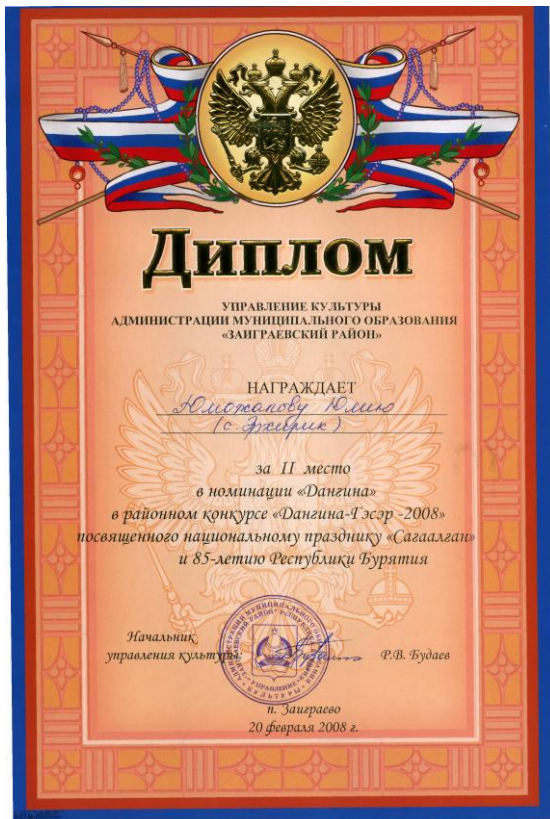 Диплом
УПРАВЛЕНИЕ КУЛЬТУРЫ
АДМИНИСТРАЦИИ МУНИЦИПАЛЬНОГО ОБРАЗОВАНИЯ
«ЗАИГРАЕВСКИЙ РАЙОН»
НАГРАЖДАЕТ
Юможапову Юлию
(с. Эрхирик)
за II место
в номинации «Дангина»
в районном конкурсе «Дангина-Гэсэр -2008»
посвященного национальному празднику «Сагаалган»
и 85-летию Республики Бурятия
Начальник
управления культуры: Р.В. Будаев
п. Заиграево
20 февраля 2008 г.